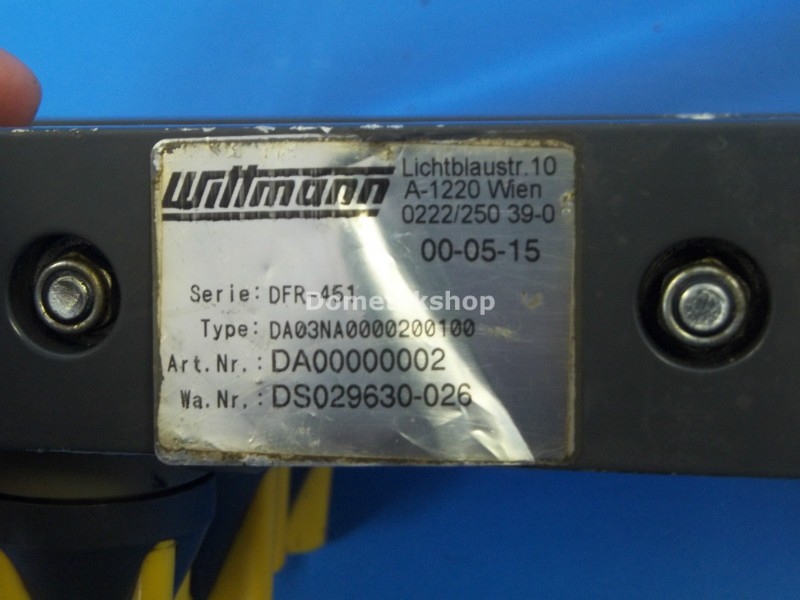 Wittmann
Lichtblaustr.10
A-1220 Wien
0222/250 39-0
00-05-15
Serie: DFR 451
Domestkshop
Type: DA03NA0000200100
Art.Nr.: DA00000002
Wa.Nr.: DS029630-026